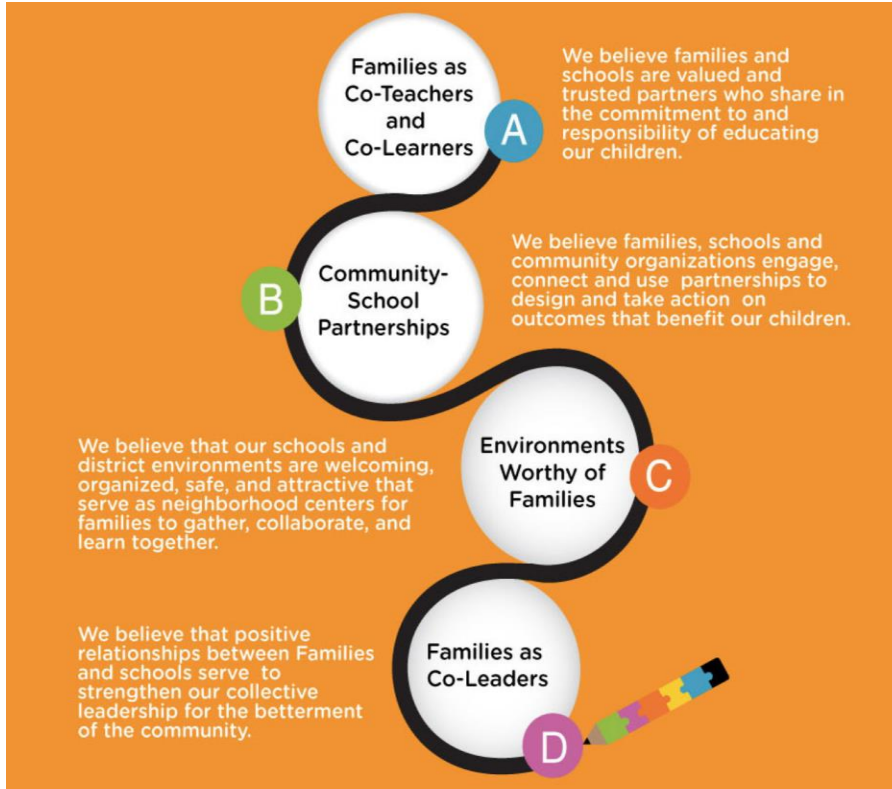 Families as
Co-Teachers
and
Co-Learners
A
We believe families and
schools are valued and
trusted partners who share in
the commitment to and
responsibility of educating
our children.
B
Community-
School
Partnerships
We believe families, schools and
community organizations engage,
connect and use partnerships to
design and take action on
outcomes that benefit our children.
Environments
Worthy of
Families
C
We believe that our schools and
district environments are welcoming,
organized, safe, and attractive that
serve as neighborhood centers for
families to gather, collaborate, and
learn together.
Families as
Co-Leaders
D
We believe that positive
relationships between Families
and schools serve to
strengthen our collective
leadership for the betterment
of the community.